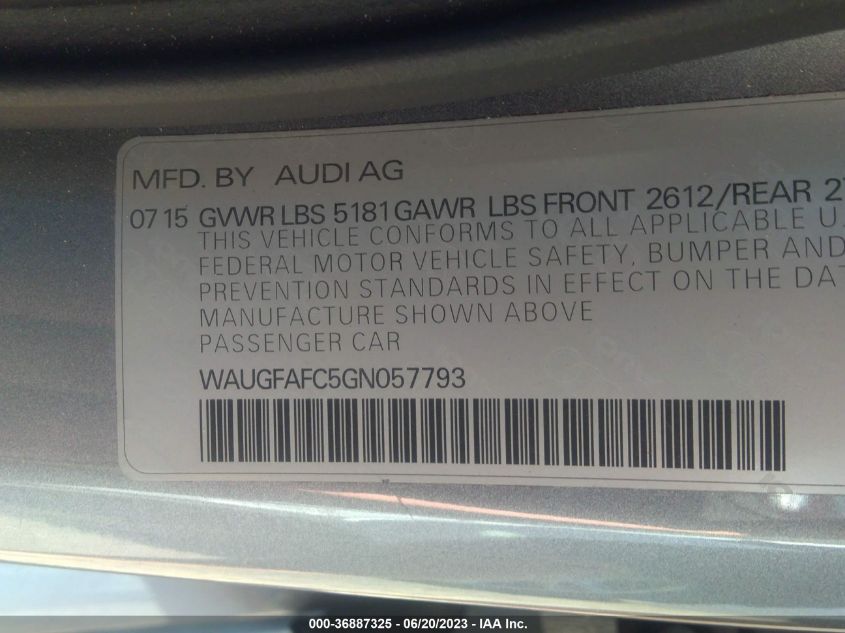 MFD. BY AUDI AG
07 15 GVWR LBS 5181 GAWR LBS FRONT 2612/REAR
THIS VEHICLE CONFORMS TO ALL APPLICABLE
FEDERAL MOTOR VEHICLE SAFETY, BUMPER AND
PREVENTION STANDARDS IN EFFECT ON THE
MANUFACTURE SHOWN ABOVE
PASSENGER CAR
WAUGFAFC5GN057793
000-36887325 - 06/20/2023 - IAA Inc.